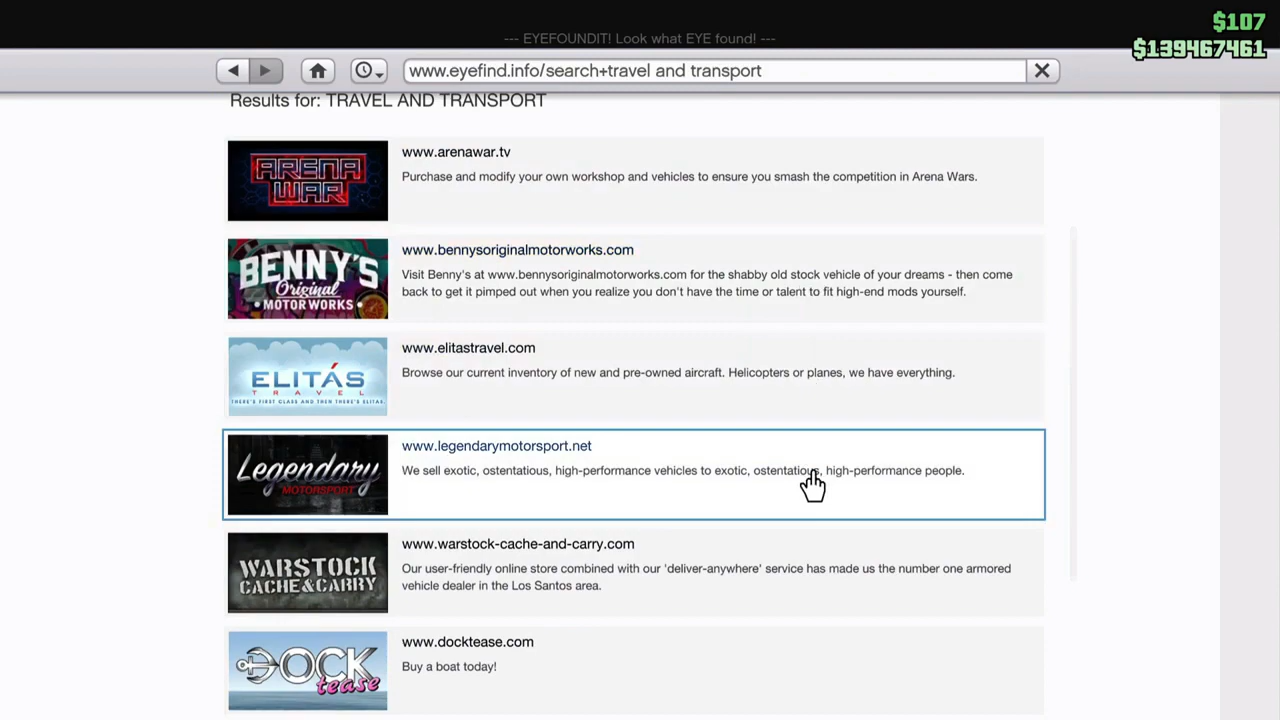 $107
$139467461
--- EYEFOUNDIT! Look what EYE found! ---
www.eyefind.info/search+travel and transport
Results for: TRAVEL AND TRANSPORT
ARENA
WAR
www.arenawar.tv
Purchase and modify your own workshop and vehicles to ensure you smash the competition in Arena Wars.
BENNY'S
Original
• MOTOR WORKS •
www.bennysoriginalmotorworks.com
Visit Benny's at www.bennysoriginalmotorworks.com for the shabby old stock vehicle of your dreams - then come
back to get it pimped out when you realize you don't have the time or talent to fit high-end mods yourself.
ELITÁS
TRAVEL
THERE'S FIRST CLASS AND THEN THERE'S ELITAS.
www.elitastravel.com
Browse our current inventory of new and pre-owned aircraft. Helicopters or planes, we have everything.
Legendary
MOTORSPORT
www.legendarymotorsport.net
We sell exotic, ostentatious, high-performance vehicles to exotic, ostentatious, high-performance people.
WARSTOCK
CACHE & CARRY
www.warstock-cache-and-carry.com
Our user-friendly online store combined with our 'deliver-anywhere' service has made us the number one armored
vehicle dealer in the Los Santos area.
DOCK
tease
www.docktease.com
Buy a boat today!